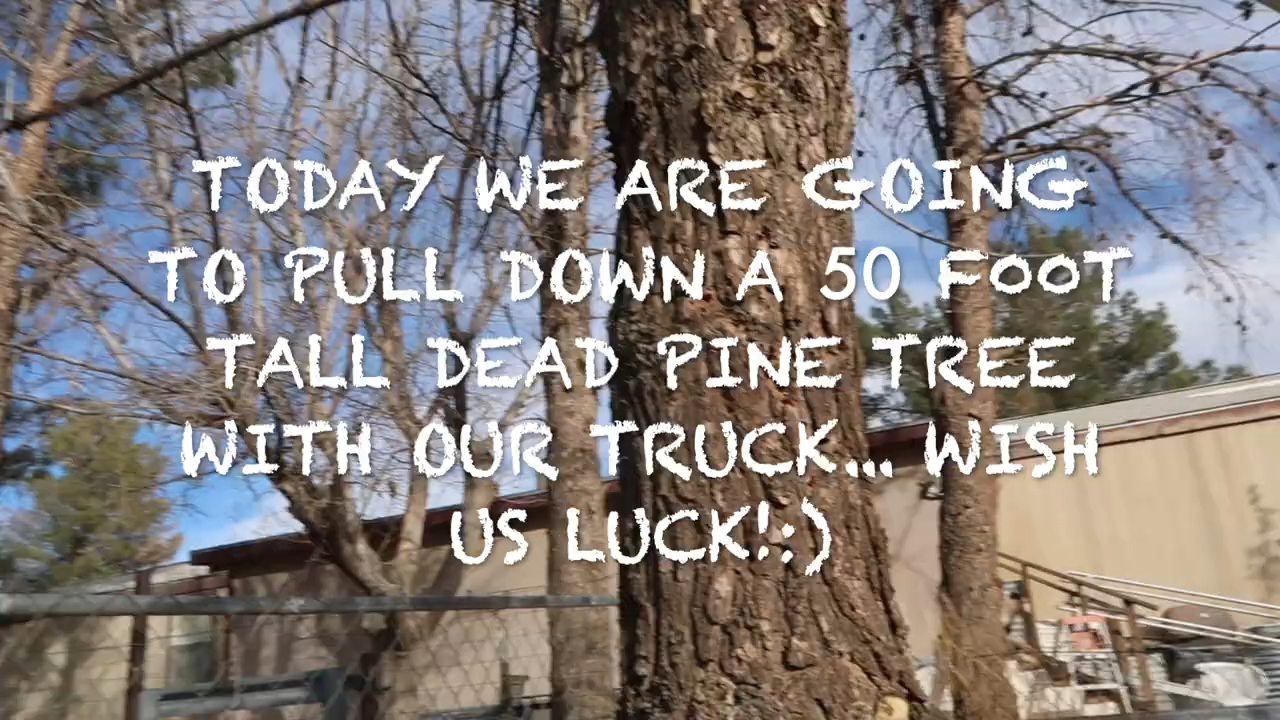 TODAY WE ARE GOING
TO PULL DOWN A 50 FOOT
TALL DEAD PINE TREE
WITH OUR TRUCK... WISH
US LUCK!:)